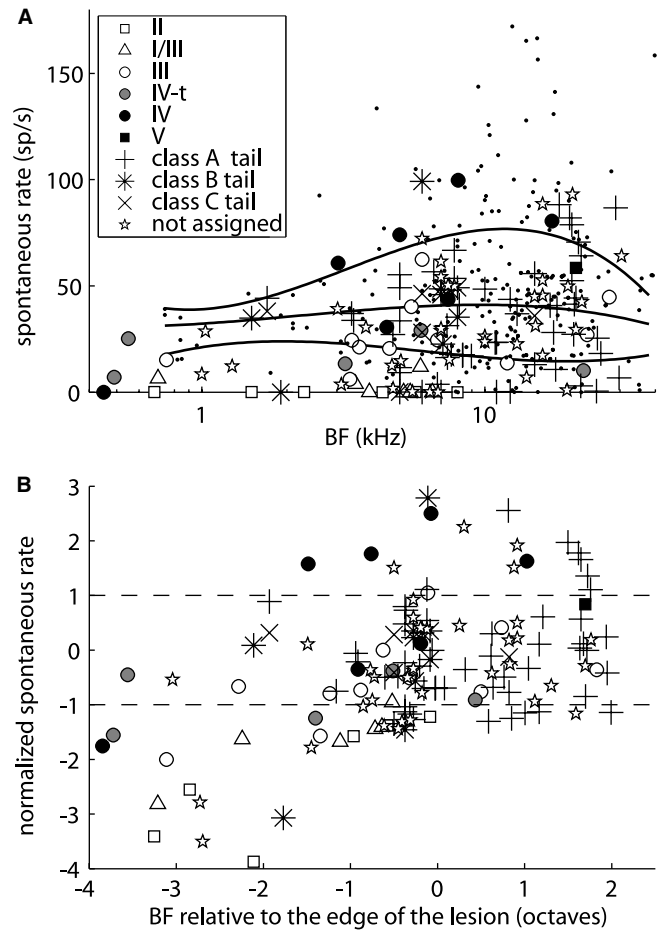 A
150
100
50
0
spontaneous rate (sp/s)
II
I/III
III
IV-t
IV
V
class A tail
class B tail
class C tail
not assigned
1
10
BF (kHz)
B
3
2
1
0
-1
-2
-3
-4
normalized spontaneous rate
-4
-3
-2
-1
0
1
2
BF relative to the edge of the lesion (octaves)